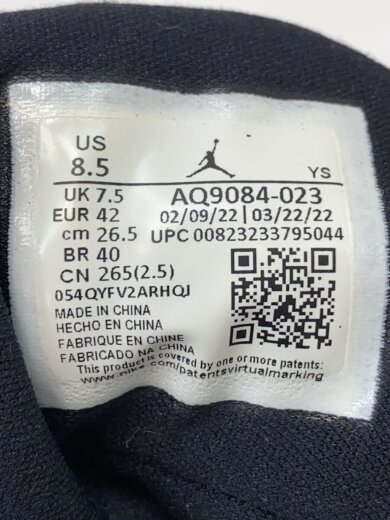 US
8.5
YS
UK 7.5
AQ9084-023
EUR 42
02/09/22 | 03/22/22
cm 26.5
UPC 00823233795044
BR 40
CN 265(2.5)
054QYFV2ARHQJ
MADE IN CHINA
HECHO EN CHINA
FABRIQUE EN CHINE
FABRICADO NA CHINA
This product is covered by one or more patents:
www.nike.com/patentsvirtualmarking